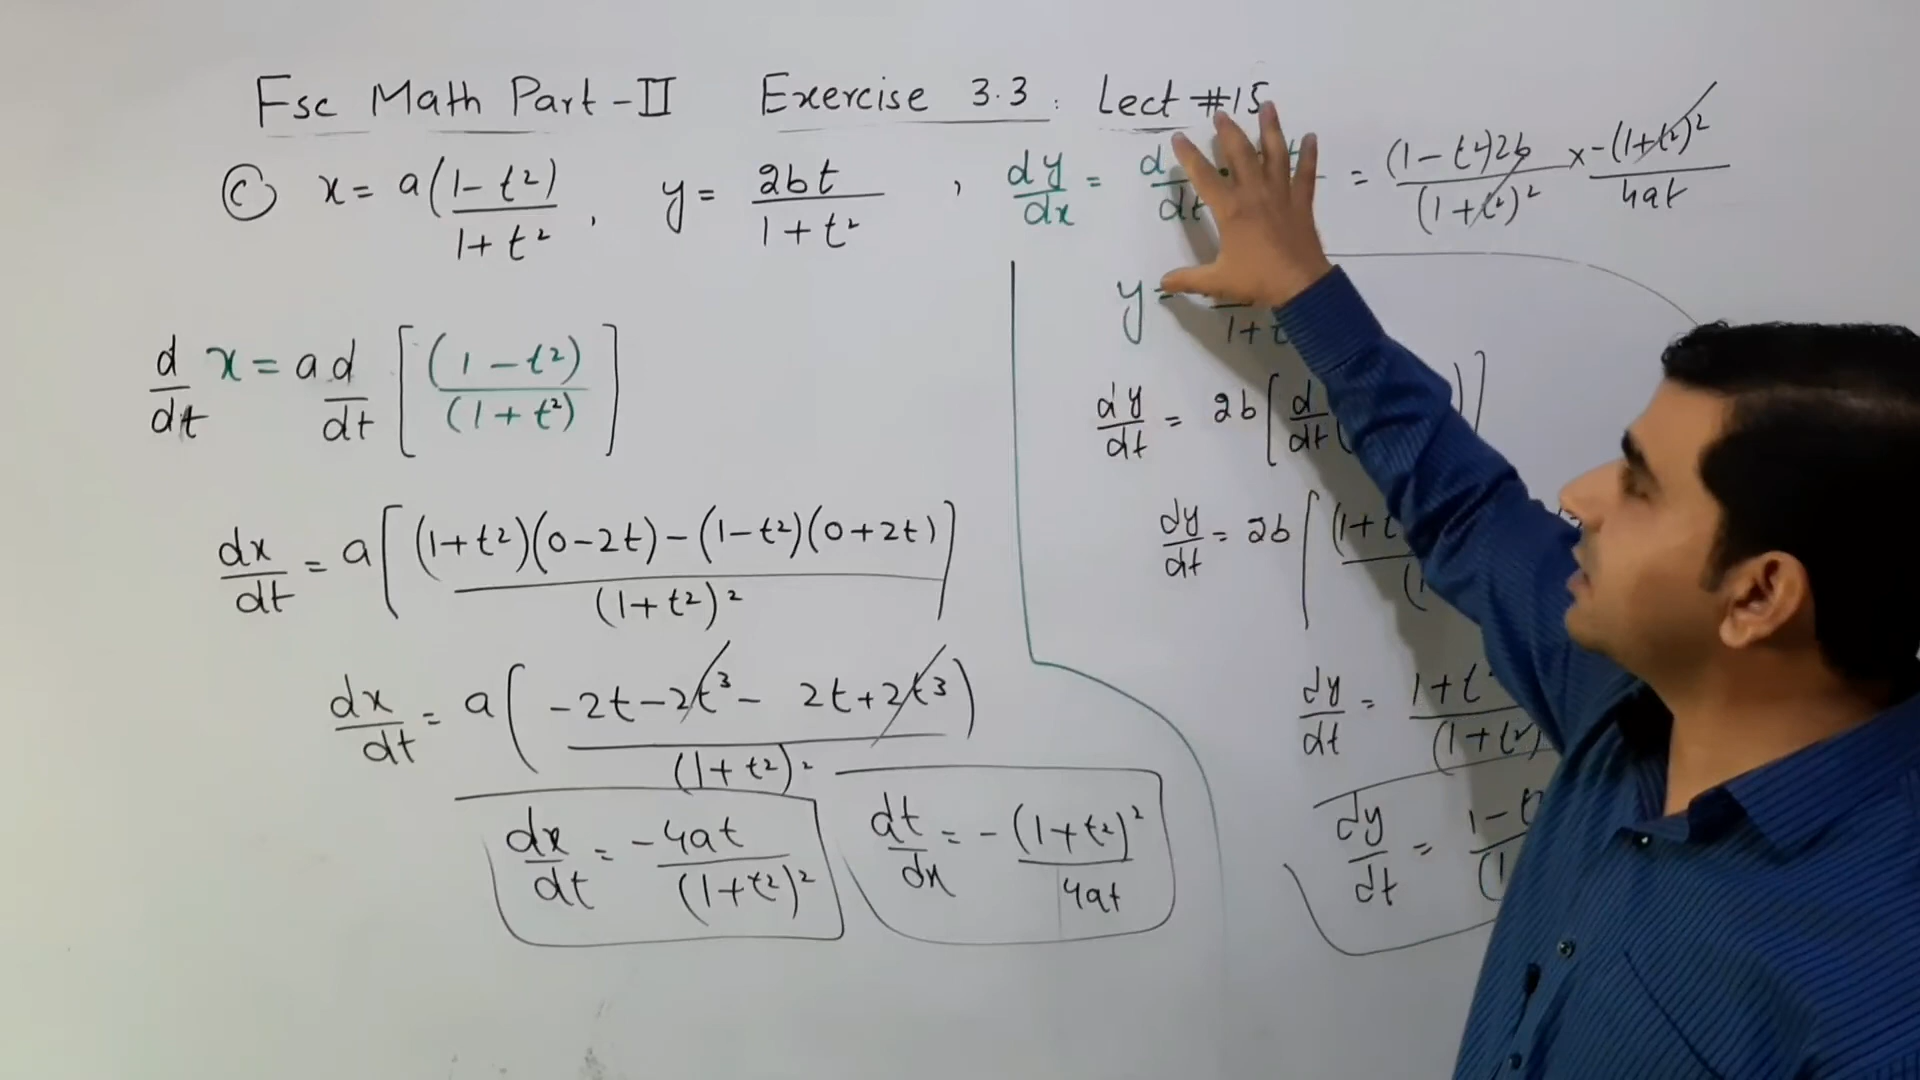 Fsc Math Part-II Exercise 3.3: Lect #15
ⓒ x = a(1-t²)/(1+t²), y = 2bt/(1+t²), dy/dx = = (1-t²)2b/(1+t²)² × -(1+t²)²/4at
y =
d/dt x = a d/dt [(1-t²)/(1+t²)]
dy/dt = 2b[d/dt
dx/dt = a[((1+t²)(0-2t)-(1-t²)(0+2t))/(1+t²)²]
dy/dt = 2b[
dx/dt = a((-2t-2t³-2t+2t³)/(1+t²)²)
dy/dt = 1+t²/(1+t²)
dx/dt = -4at/(1+t²)²
dt/dx = -(1+t²)²/4at
dy/dt =